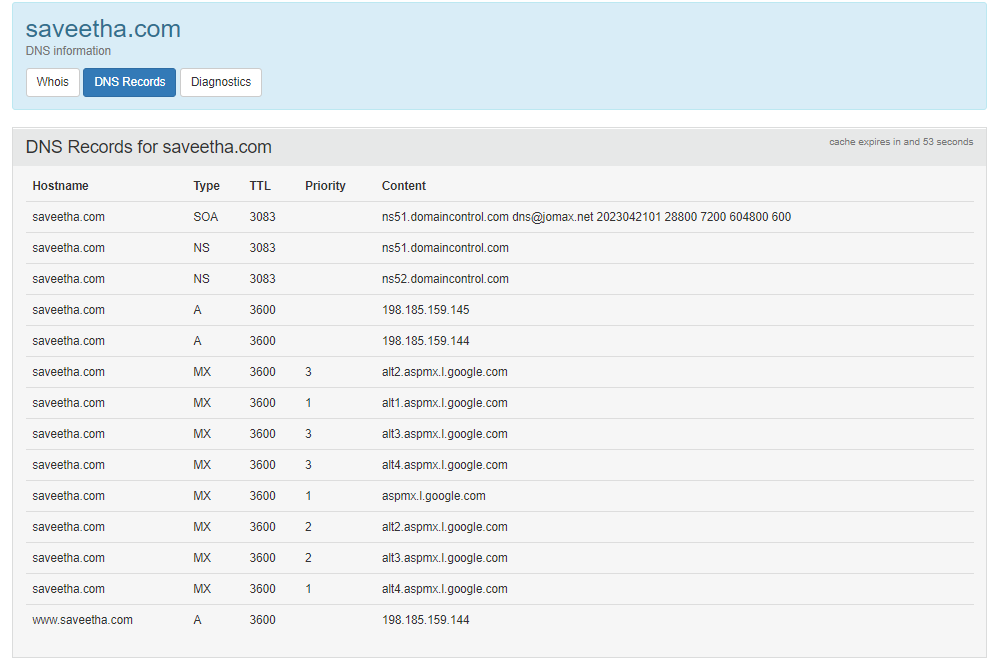 saveetha.com
DNS information
Whois DNS Records Diagnostics
DNS Records for saveetha.com cache expires in and 53 seconds
Hostname Type TTL Priority Content
saveetha.com SOA 3083 ns51.domaincontrol.com dns@jomax.net 2023042101 28800 7200 604800 600
saveetha.com NS 3083 ns51.domaincontrol.com
saveetha.com NS 3083 ns52.domaincontrol.com
saveetha.com A 3600 198.185.159.145
saveetha.com A 3600 198.185.159.144
saveetha.com MX 3600 3 alt2.aspmx.l.google.com
saveetha.com MX 3600 1 alt1.aspmx.l.google.com
saveetha.com MX 3600 3 alt3.aspmx.l.google.com
saveetha.com MX 3600 3 alt4.aspmx.l.google.com
saveetha.com MX 3600 1 aspmx.l.google.com
saveetha.com MX 3600 2 alt2.aspmx.l.google.com
saveetha.com MX 3600 2 alt3.aspmx.l.google.com
saveetha.com MX 3600 1 alt4.aspmx.l.google.com
www.saveetha.com A 3600 198.185.159.144